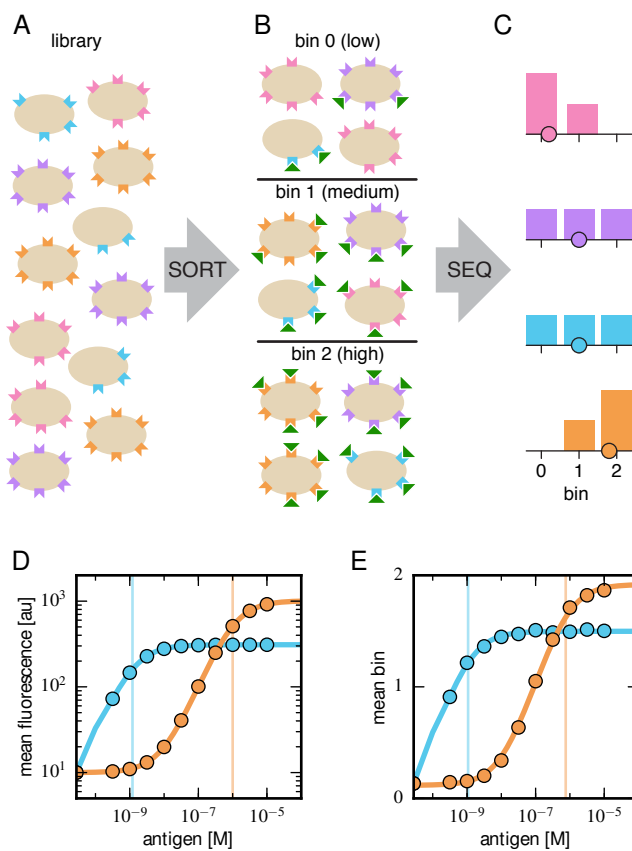 A
library
B
bin 0 (low)
bin 1 (medium)
bin 2 (high)
SORT
SEQ
C
0 1 2
bin
D
mean fluorescence [au]
10³
10²
10¹
10⁻⁹ 10⁻⁷ 10⁻⁵
antigen [M]
E
mean bin
2
1
0
10⁻⁹ 10⁻⁷ 10⁻⁵
antigen [M]